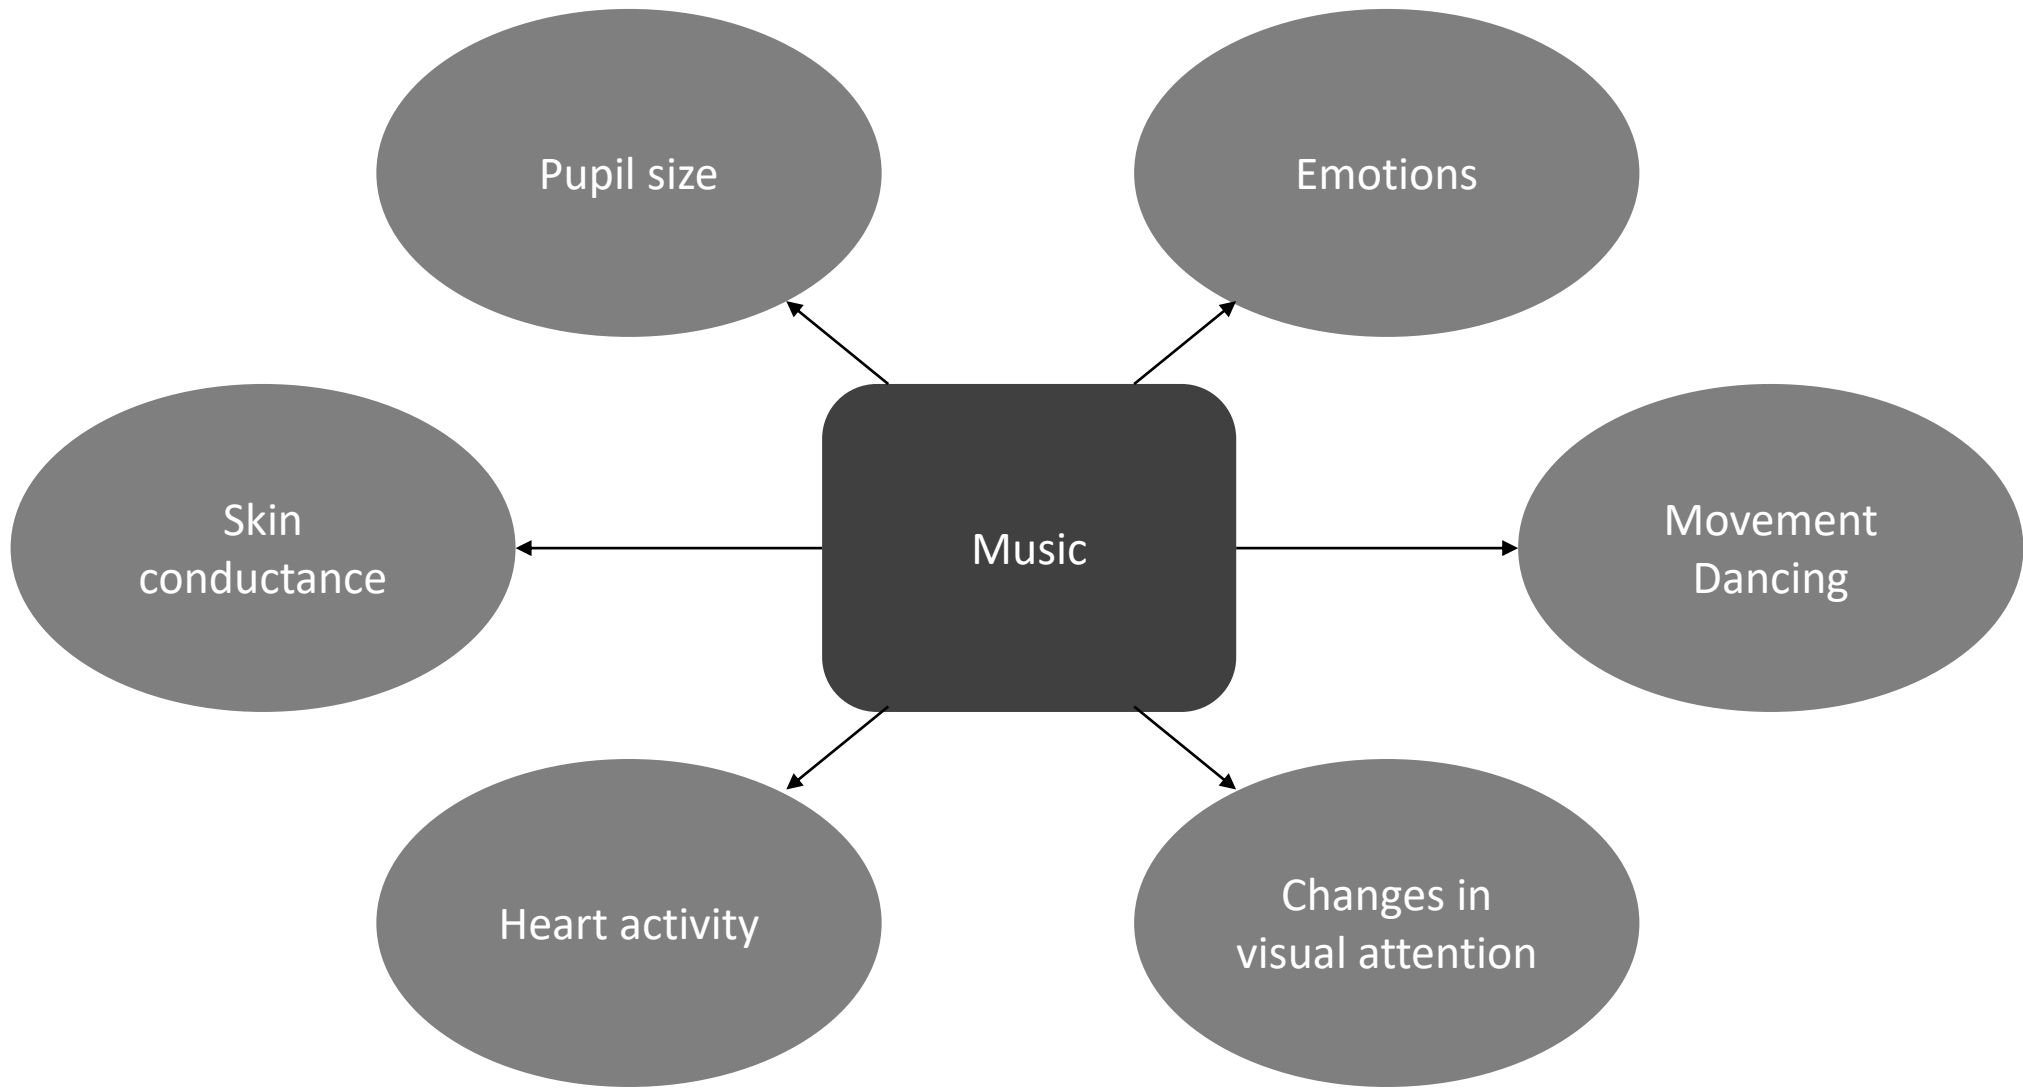 Pupil size
Emotions
Skin
conductance
Music
Movement
Dancing
Heart activity
Changes in
visual attention